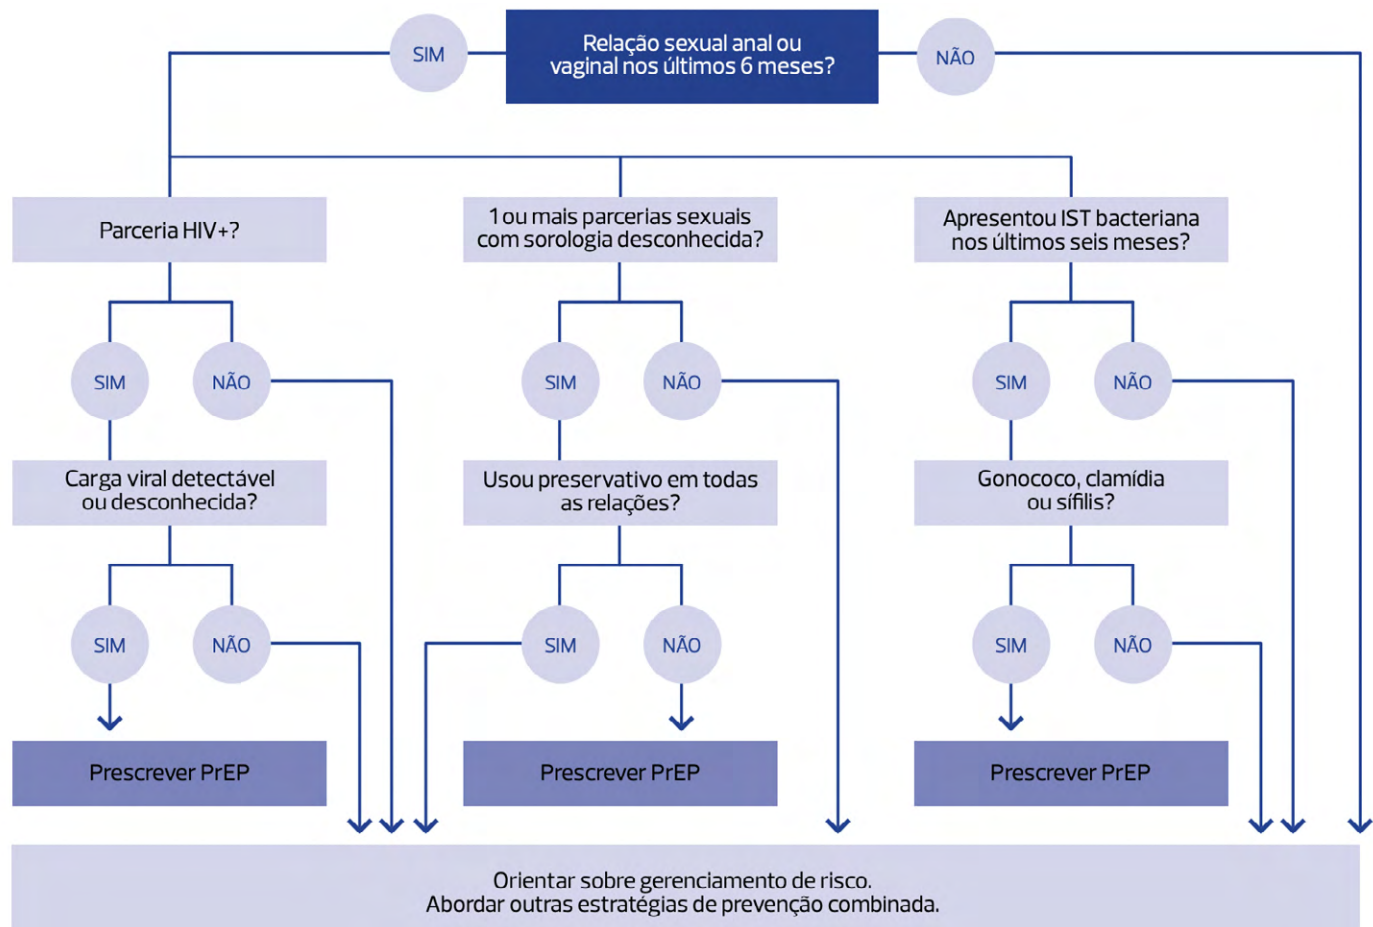 SIM
Relação sexual anal ou
vaginal nos últimos 6 meses?
NÃO
Parceria HIV+?
1 ou mais parcerias sexuais
com sorologia desconhecida?
Apresentou IST bacteriana
nos últimos seis meses?
SIM
NÃO
SIM
NÃO
SIM
NÃO
Carga viral detectável
ou desconhecida?
Usou preservativo em todas
as relações?
Gonococo, clamídia
ou sífilis?
SIM
NÃO
SIM
NÃO
SIM
NÃO
Prescrever PrEP
Prescrever PrEP
Prescrever PrEP
Orientar sobre gerenciamento de risco.
Abordar outras estratégias de prevenção combinada.